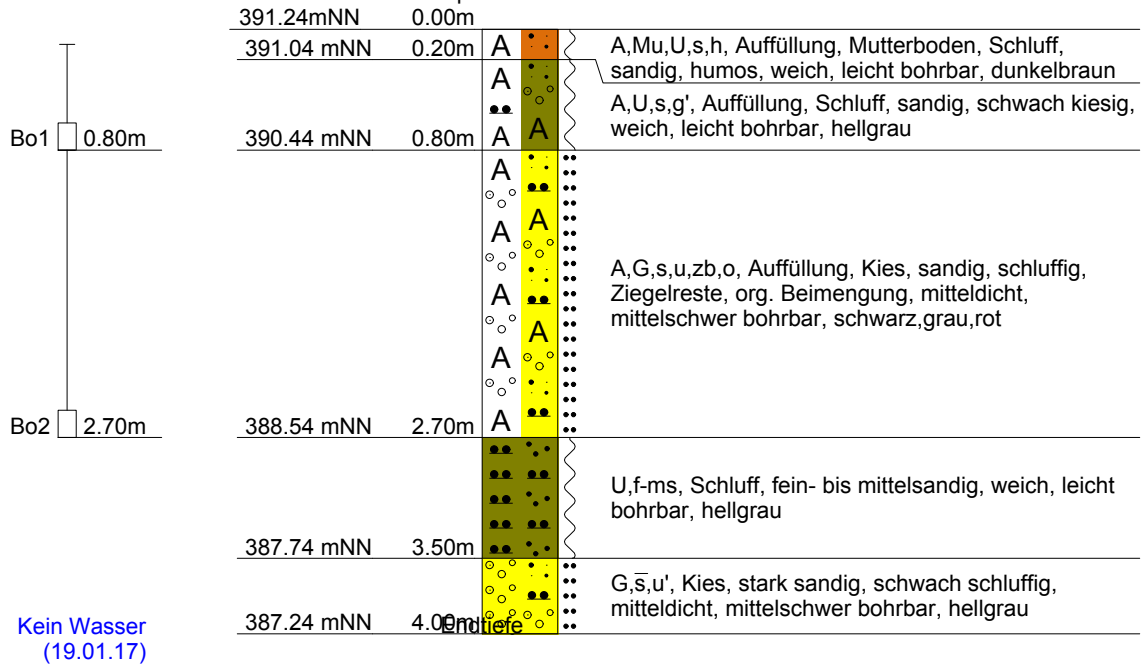 391.24mNN 0.00m
391.04 mNN 0.20m A
A,Mu,U,s,h, Auffüllung, Mutterboden, Schluff,
sandig, humos, weich, leicht bohrbar, dunkelbraun
A
A,U,s,g', Auffüllung, Schluff, sandig, schwach kiesig,
weich, leicht bohrbar, hellgrau
Bo1 0.80m 390.44 mNN 0.80m A A
A
A
A
A,G,s,u,zb,o, Auffüllung, Kies, sandig, schluffig,
Ziegelreste, org. Beimengung, mitteldicht,
mittelschwer bohrbar, schwarz,grau,rot
A
A
A
Bo2 2.70m 388.54 mNN 2.70m A
U,f-ms, Schluff, fein- bis mittelsandig, weich, leicht
bohrbar, hellgrau
387.74 mNN 3.50m
G,s̅,u', Kies, stark sandig, schwach schluffig,
mitteldicht, mittelschwer bohrbar, hellgrau
387.24 mNN 4.00m
Endtiefe
Kein Wasser
(19.01.17)